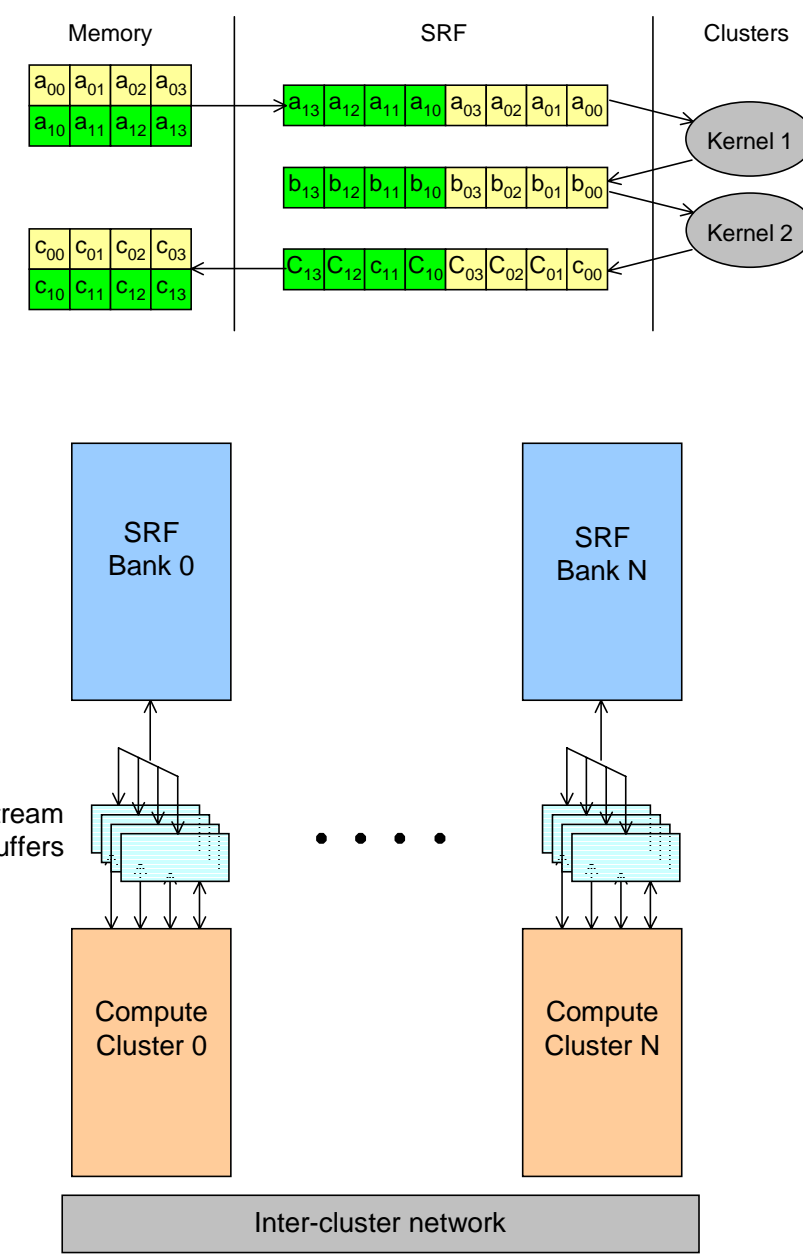 Memory SRF Clusters
a00 a01 a02 a03
a10 a11 a12 a13
a13 a12 a11 a10 a03 a02 a01 a00
Kernel 1
b13 b12 b11 b10 b03 b02 b01 b00
Kernel 2
c00 c01 c02 c03
c10 c11 c12 c13
C13 C12 c11 C10 C03 C02 C01 c00
SRF
Bank 0
SRF
Bank N
tream
uffers
Compute
Cluster 0
Compute
Cluster N
Inter-cluster network